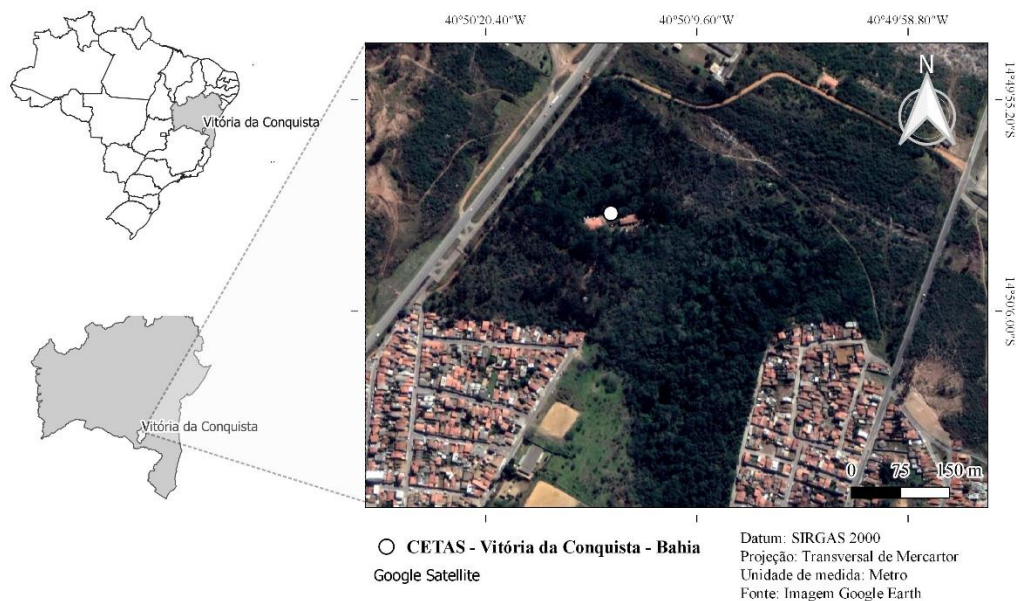 40°50'20.40"W
40°50'9.60"W
40°49'58.80"W
Vitória da Conquista
N
14°49'55.20"S
14°50'6.00"S
Vitória da Conquista
0 75 150 m
CETAS - Vitória da Conquista - Bahia
Google Satellite
Datum: SIRGAS 2000
Projeção: Transversal de Mercartor
Unidade de medida: Metro
Fonte: Imagem Google Earth